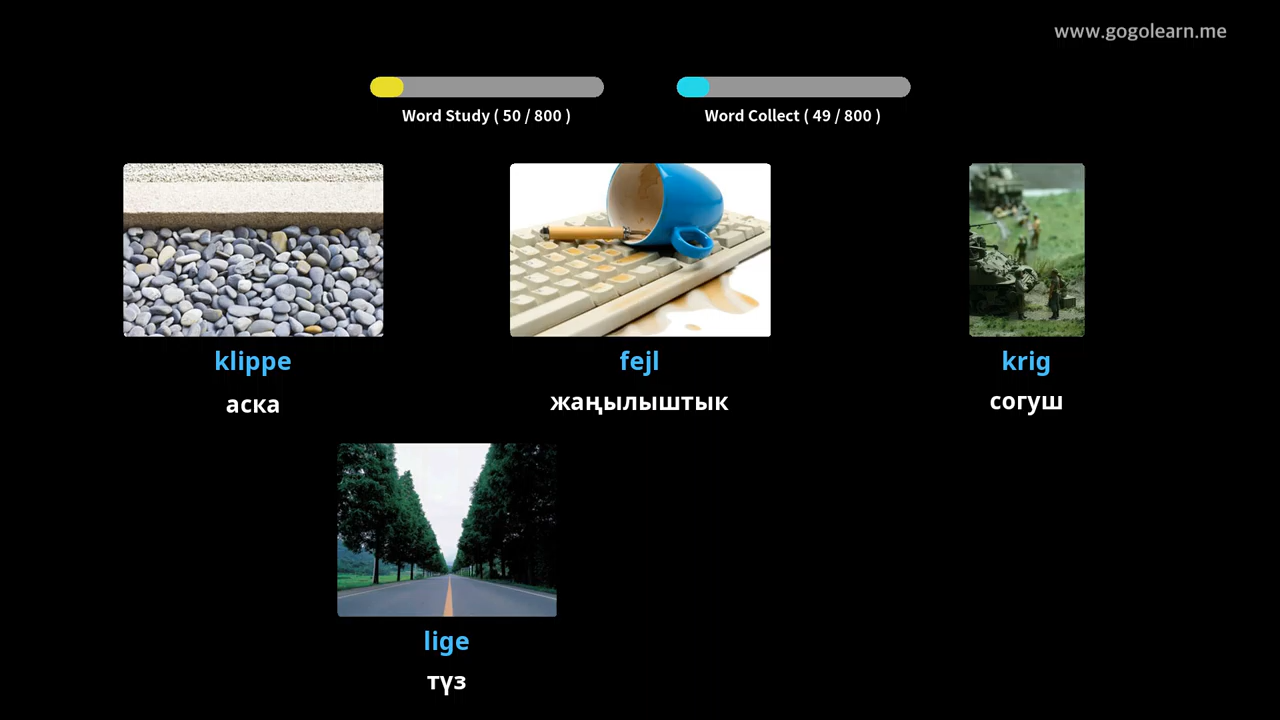 www.gogolearn.me
Word Study ( 50 / 800 )
Word Collect ( 49 / 800 )
klippe
аска
fejl
жаңылыштык
krig
согуш
lige
түз